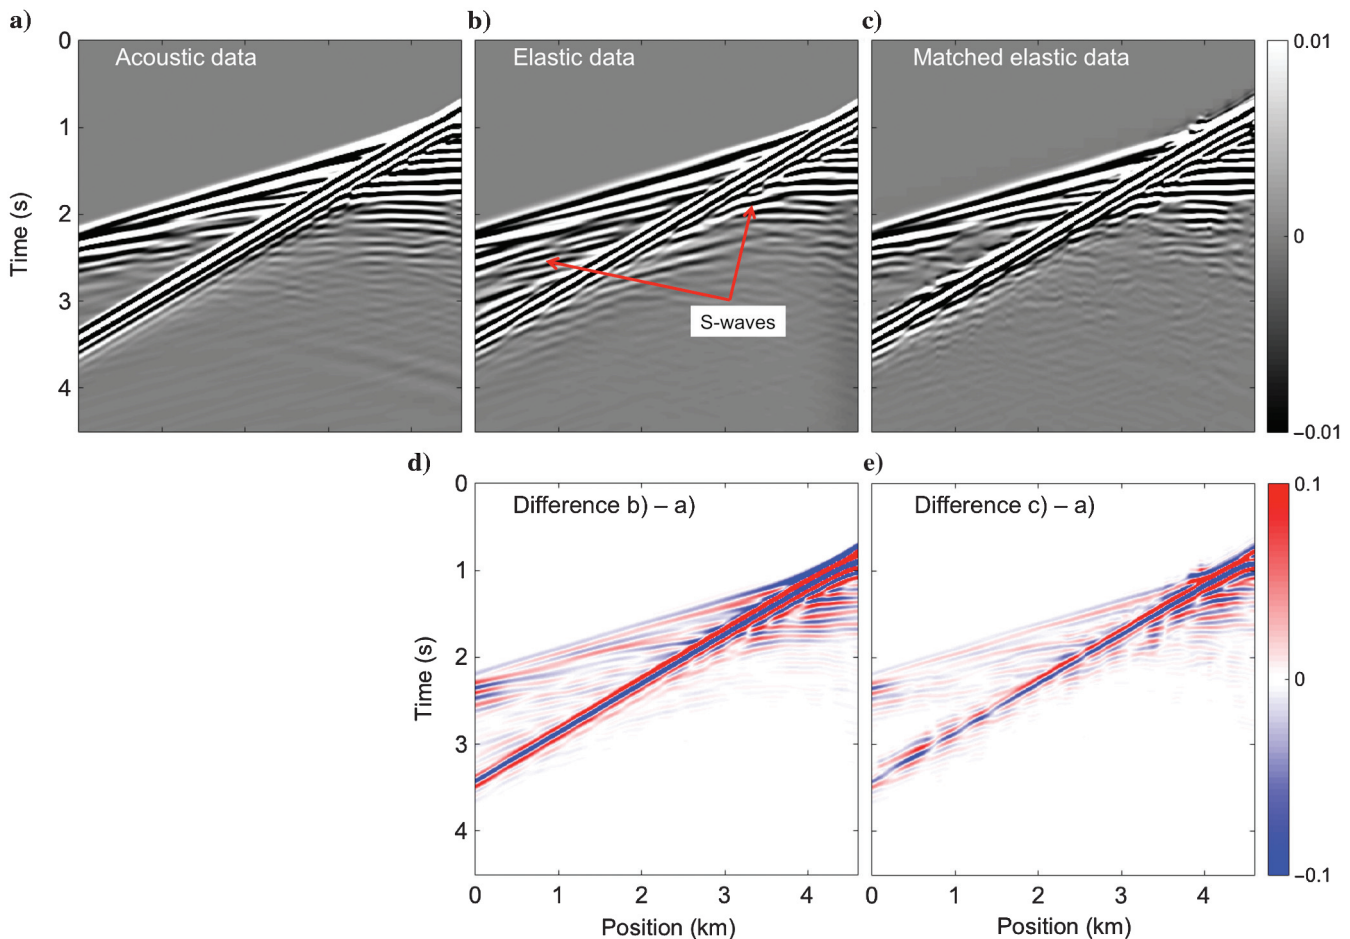 a)
b)
c)
Acoustic data
Elastic data
Matched elastic data
0
1
2
3
4
Time (s)
S-waves
0.01
0
−0.01
d)
e)
Difference b) – a)
Difference c) – a)
0
1
2
3
4
Time (s)
0.1
0
−0.1
0 1 2 3 4
Position (km)
0 1 2 3 4
Position (km)